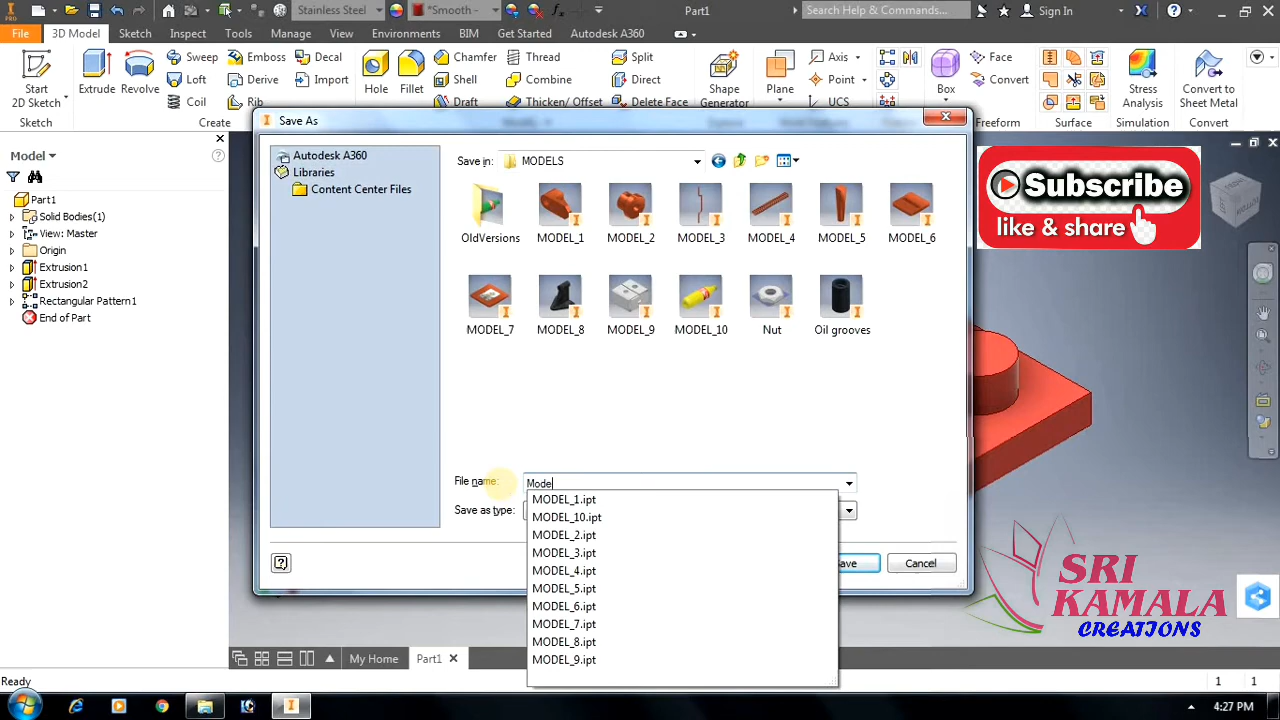 PRO
Stainless Steel
*Smooth -
Part1
Search Help & Commands...
Sign In
File
3D Model
Sketch
Inspect
Tools
Manage
View
Environments
BIM
Get Started
Autodesk A360
Start
2D Sketch
Extrude
Revolve
Sweep
Loft
Coil
Emboss
Derive
Rib
Decal
Import
Hole
Fillet
Chamfer
Shell
Draft
Thread
Combine
Thicken/ Offset
Split
Direct
Delete Face
Shape
Generator
Plane
Axis
Point
UCS
Box
Face
Convert
Stress
Analysis
Convert to
Sheet Metal
Sketch
Create
Freeform
Surface
Simulation
Convert
Model
Part1
Solid Bodies(1)
View: Master
Origin
Extrusion1
Extrusion2
Rectangular Pattern1
End of Part
Save As
Autodesk A360
Libraries
Content Center Files
Save in:
MODELS
OldVersions
MODEL_1
MODEL_2
MODEL_3
MODEL_4
MODEL_5
MODEL_6
MODEL_7
MODEL_8
MODEL_9
MODEL_10
Nut
Oil grooves
File name:
Mode
MODEL_1.ipt
MODEL_10.ipt
MODEL_2.ipt
MODEL_3.ipt
MODEL_4.ipt
MODEL_5.ipt
MODEL_6.ipt
MODEL_7.ipt
MODEL_8.ipt
MODEL_9.ipt
Save as type:
ave
Cancel
Subscribe
like & share
SRI
KAMALA
CREATIONS
My Home
Part1
Ready
1
1
4:27 PM